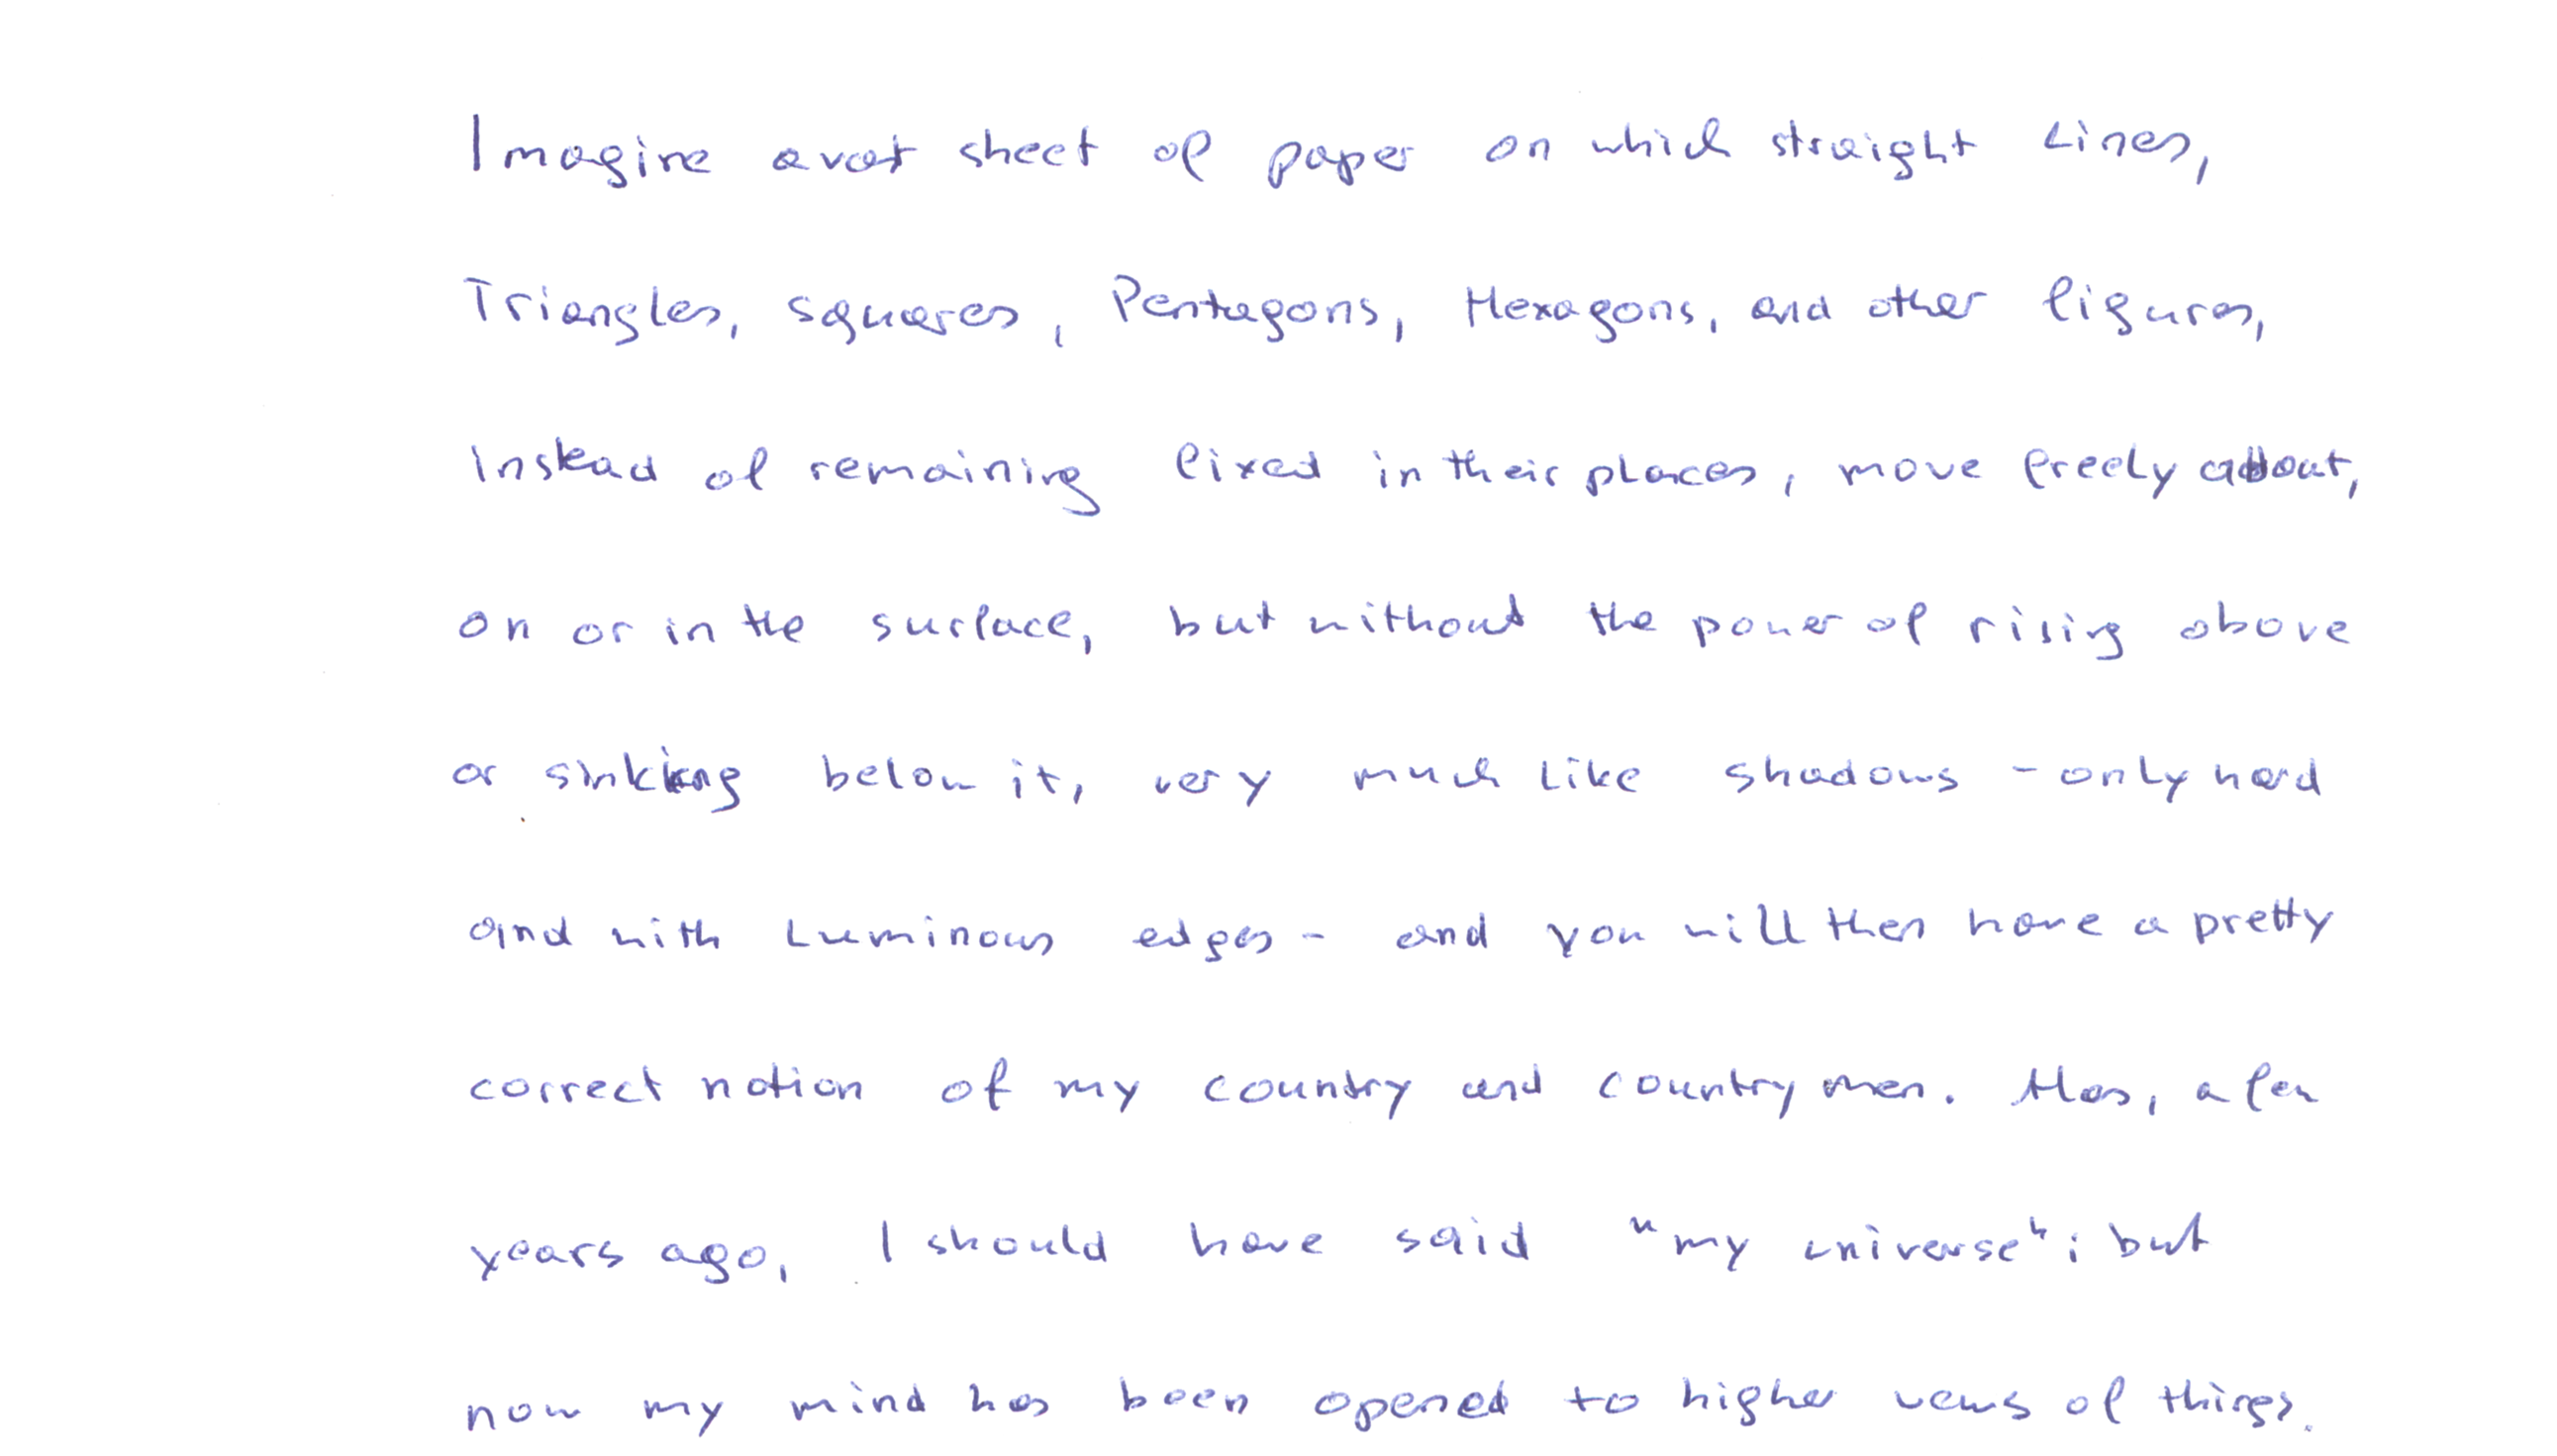 Imagine a vast sheet of paper on which straight Lines,
Triangles, Squares, Pentagons, Hexagons, and other figures,
instead of remaining fixed in their places, move freely about,
on or in the surface, but without the power of rising above
or sinking below it, very much like shadows - only hard
and with luminous edges - and you will then have a pretty
correct notion of my country and countrymen. Alas, a few
years ago, I should have said "my universe"; but
now my mind has been opened to higher views of things.